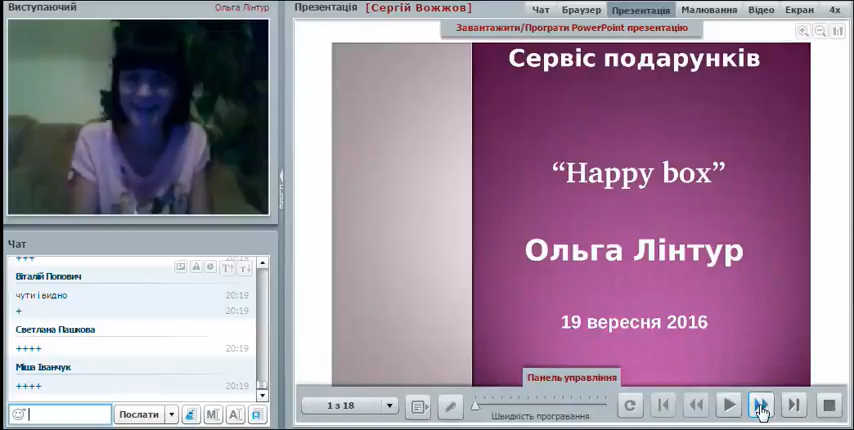 Виступаючий
Ольга Лінтур
Чат
+++
Віталій Попович
чути і видно 20:19
+ 20:19
Светлана Пашкова
++++ 20:19
Міша Іванчук
++++ 20:19
Послати
Презентація [Сергій Вожжов]
Чат Браузер Презентація Малювання Відео Екран 4x
Завантажити/Програти PowerPoint презентацію
1:1
Сервіс подарунків
“Happy box”
Ольга Лінтур
19 вересня 2016
Панель управління
1 з 18
Швидкість програвання